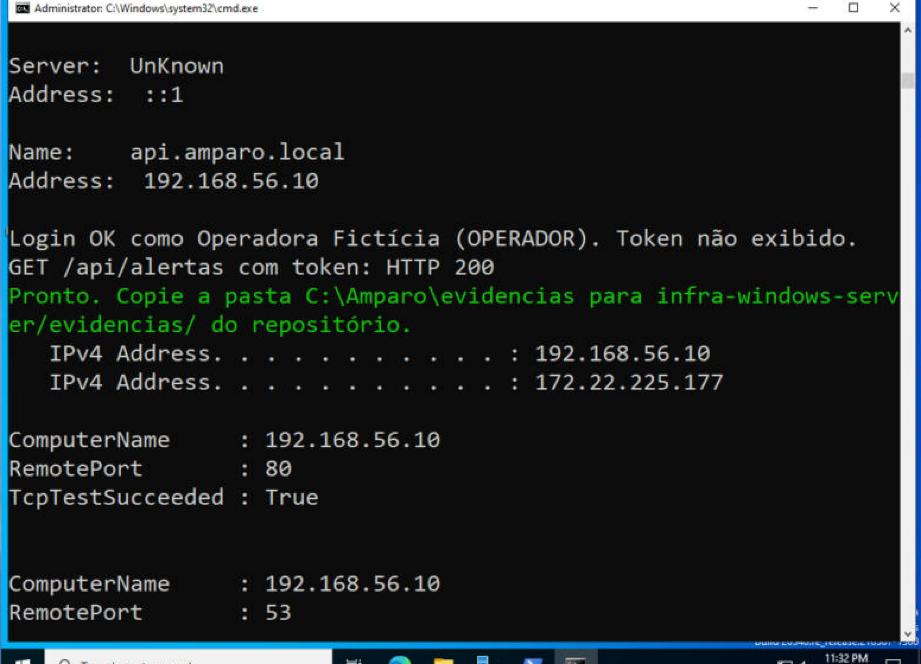 Administrator: C:\Windows\system32\cmd.exe
Server:  UnKnown
Address:  ::1
Name:    api.amparo.local
Address:  192.168.56.10
Login OK como Operadora Fictícia (OPERADOR). Token não exibido.
GET /api/alertas com token: HTTP 200
Pronto. Copie a pasta C:\Amparo\evidencias para infra-windows-serv
er/evidencias/ do repositório.
   IPv4 Address. . . . . . . . . . . : 192.168.56.10
   IPv4 Address. . . . . . . . . . . : 172.22.225.177
ComputerName     : 192.168.56.10
RemotePort       : 80
TcpTestSucceeded : True
ComputerName     : 192.168.56.10
RemotePort       : 53
11:32 PM